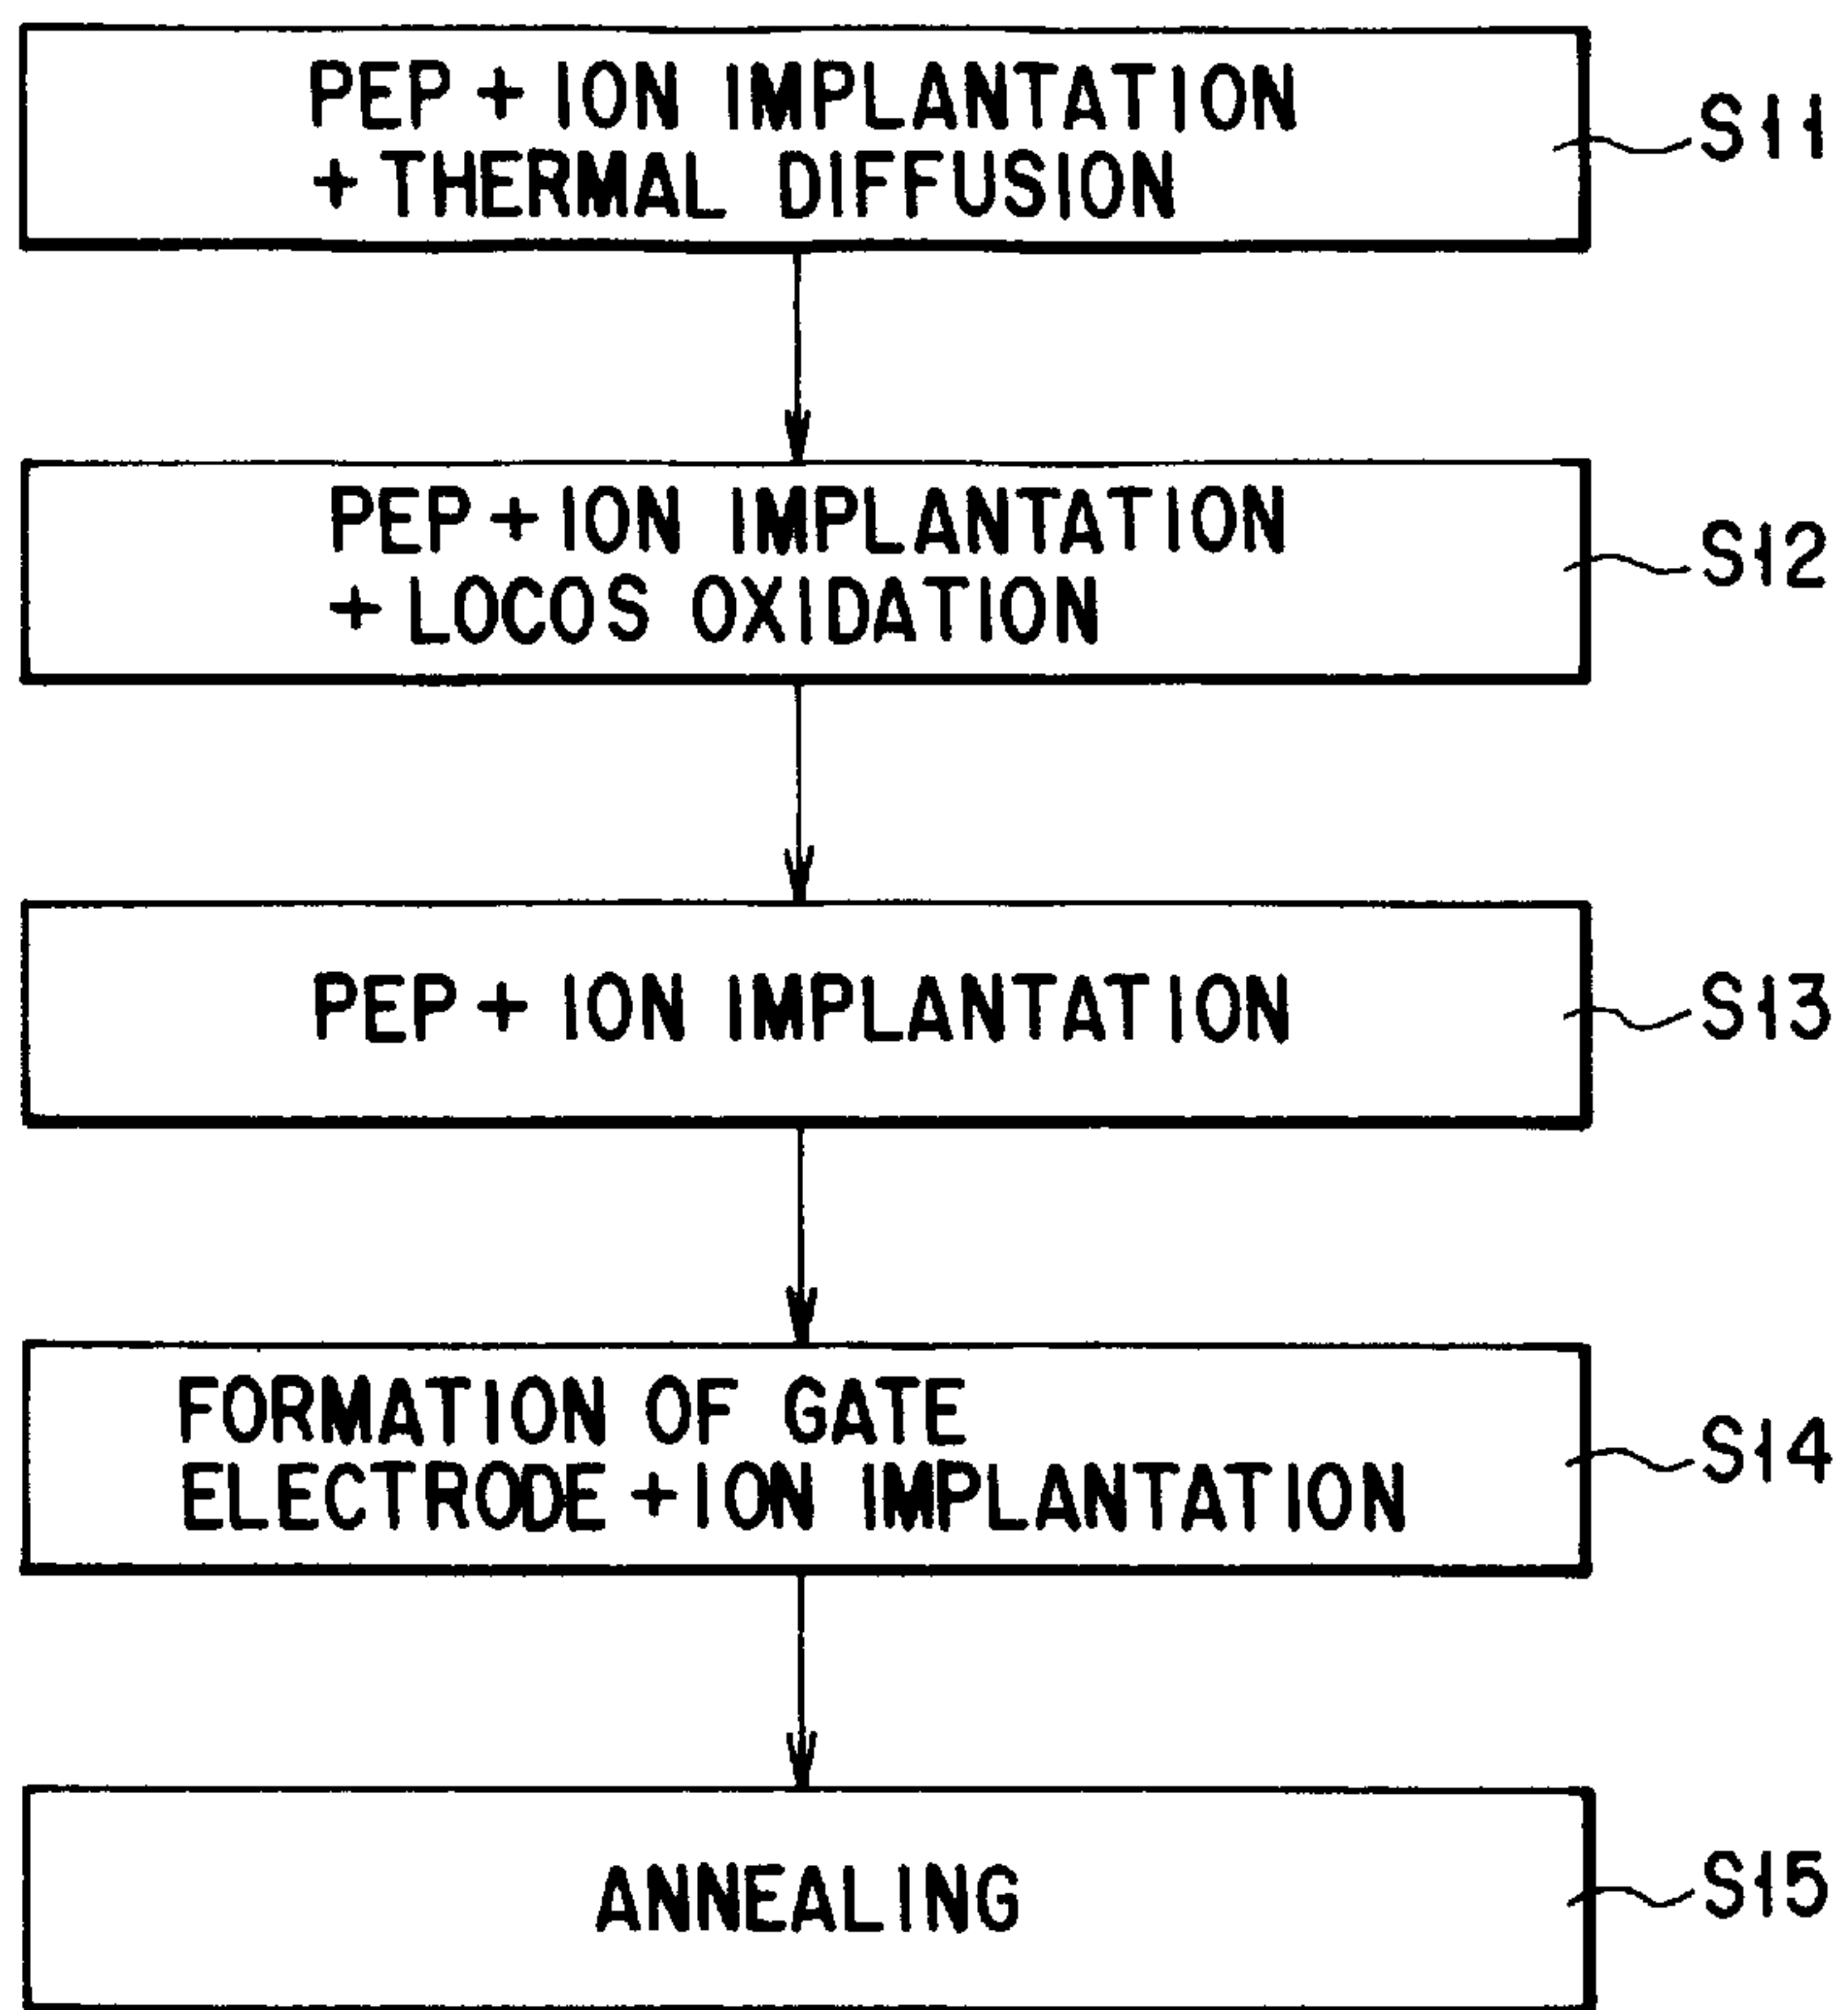 PEP + ION IMPLANTATION
+ THERMAL DIFFUSION
S11
PEP + ION IMPLANTATION
+ LOCOS OXIDATION
S12
PEP + ION IMPLANTATION
S13
FORMATION OF GATE
ELECTRODE + ION IMPLANTATION
S14
ANNEALING
S15